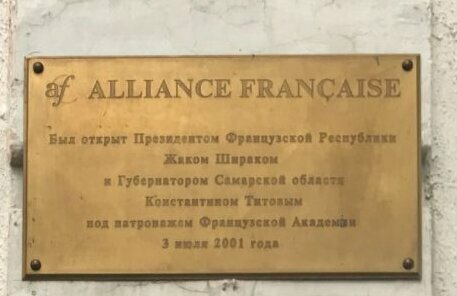 af ALLIANCE FRANÇAISE
Был открыт Президентом Французской Республики
Жаком Шираком
и Губернатором Самарской области
Константином Титовым
под патронажем Французской Академии
3 июля 2001 года